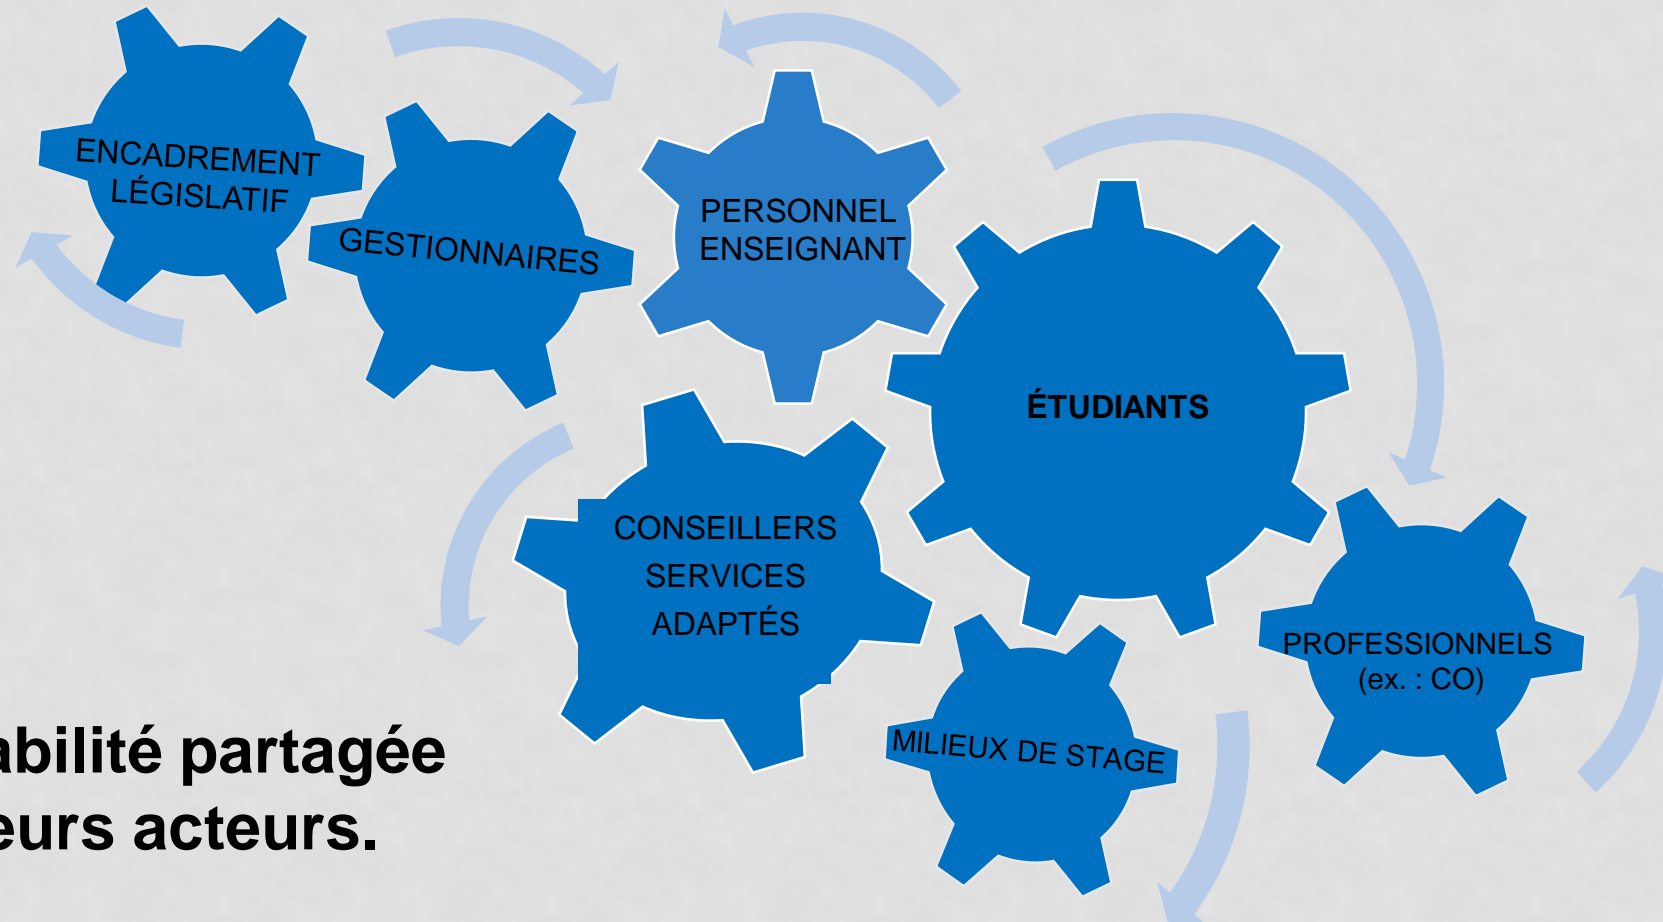 ENCADREMENT
LÉGISLATIF
GESTIONNAIRES
PERSONNEL
ENSEIGNANT
ÉTUDIANTS
CONSEILLERS
SERVICES
ADAPTÉS
PROFESSIONNELS
(ex. : CO)
MILIEUX DE STAGE
abilité partagée
eurs acteurs.